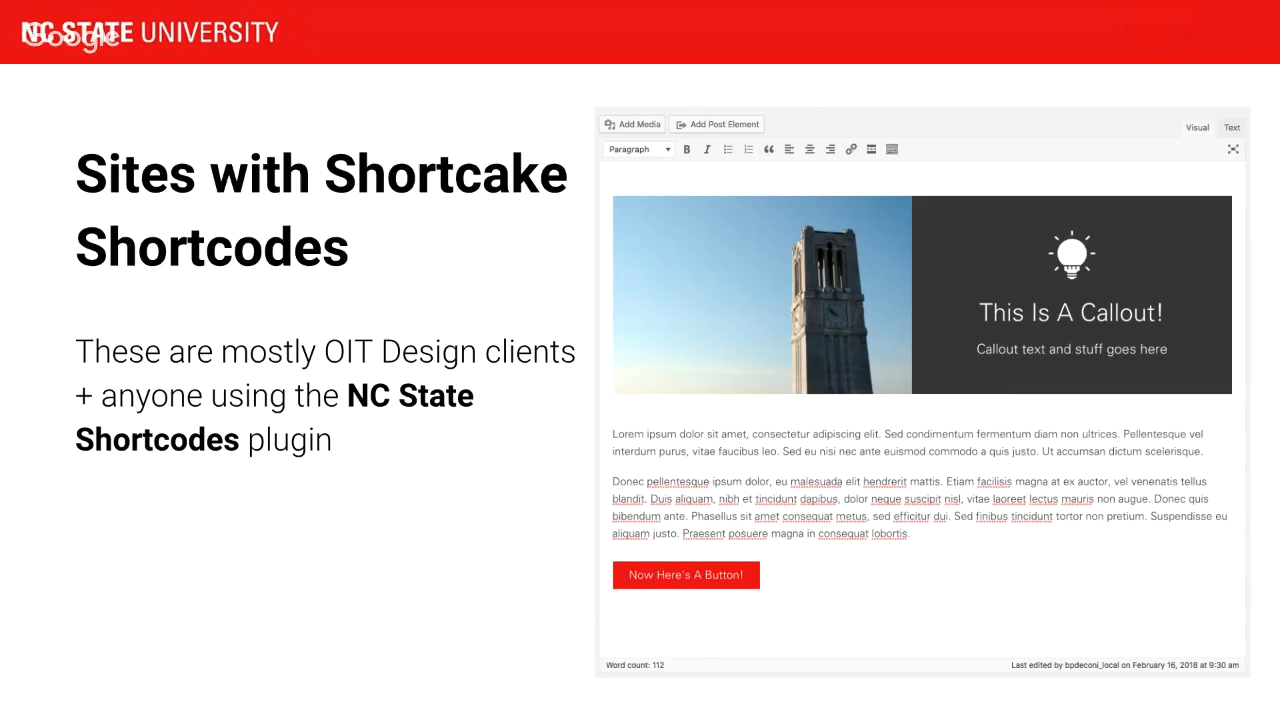 NC STATE UNIVERSITY
Google
Sites with Shortcake
Shortcodes
These are mostly OIT Design clients
+ anyone using the NC State
Shortcodes plugin
Add Media Add Post Element
Visual Text
Paragraph B I
This Is A Callout!
Callout text and stuff goes here
Lorem ipsum dolor sit amet, consectetur adipiscing elit. Sed condimentum fermentum diam non ultrices. Pellentesque vel
interdum purus, vitae faucibus leo. Sed eu nisi nec ante euismod commodo a quis justo. Ut accumsan dictum scelerisque.
Donec pellentesque ipsum dolor, eu malesuada elit hendrerit mattis. Etiam facilisis magna at ex auctor, vel venenatis tellus
blandit. Duis aliquam, nibh et tincidunt dapibus, dolor neque suscipit nisl, vitae laoreet lectus mauris non augue. Donec quis
bibendum ante. Phasellus sit amet consequat metus, sed efficitur dui. Sed finibus tincidunt tortor non pretium. Suspendisse eu
aliquam justo. Praesent posuere magna in consequat lobortis.
Now Here's A Button!
Word count: 112
Last edited by bpdeconi_local on February 16, 2018 at 9:30 am